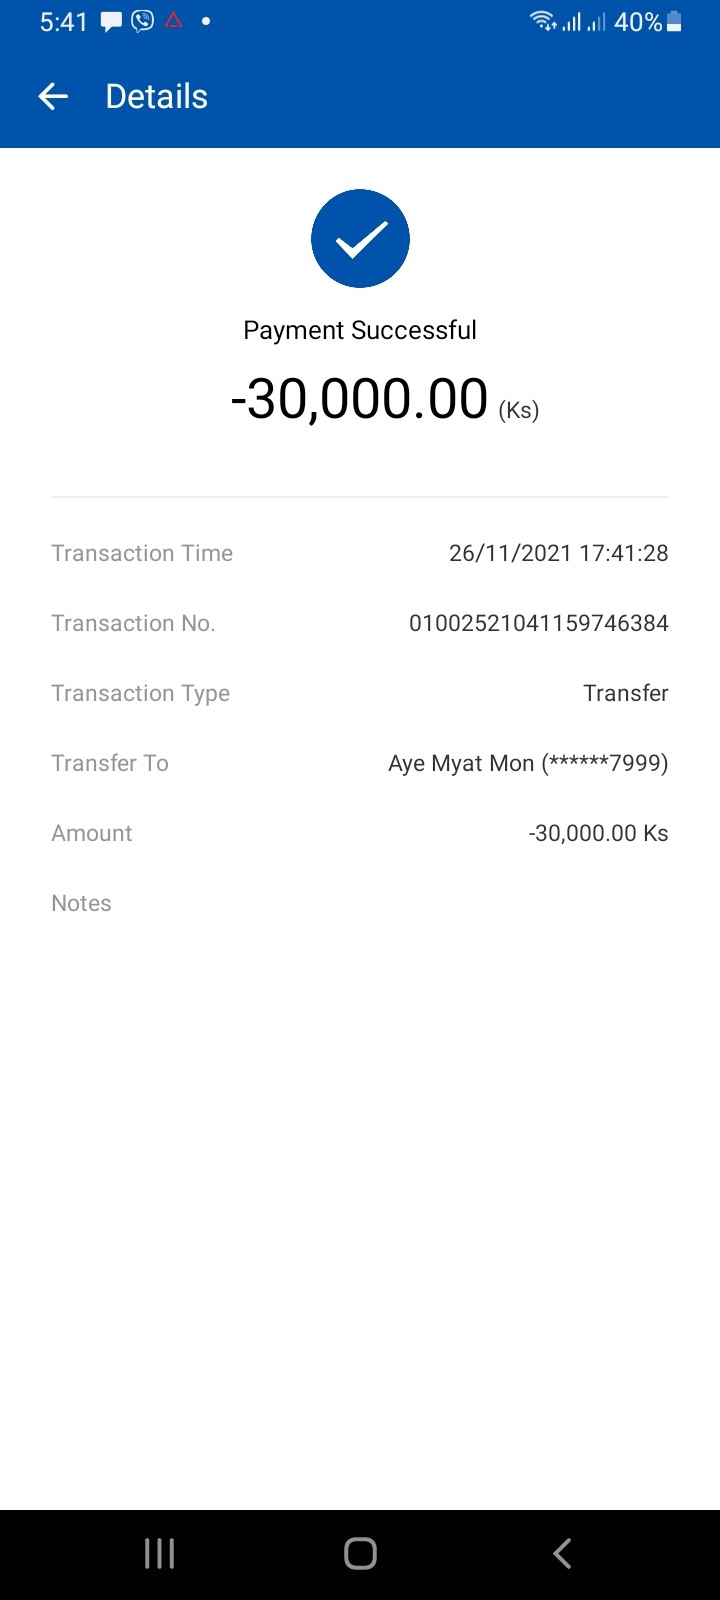 5:41 40%
Details
Payment Successful
-30,000.00 (Ks)
Transaction Time 26/11/2021 17:41:28
Transaction No. 01002521041159746384
Transaction Type Transfer
Transfer To Aye Myat Mon (******7999)
Amount -30,000.00 Ks
Notes